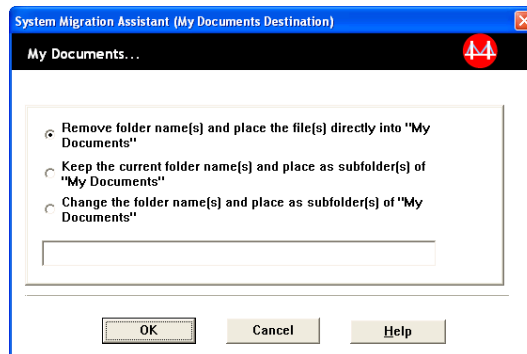 System Migration Assistant (My Documents Destination)
My Documents...
Remove folder name(s) and place the file(s) directly into "My
Documents"
Keep the current folder name(s) and place as subfolder(s) of
"My Documents"
Change the folder name(s) and place as subfolder(s) of "My
Documents"
OK Cancel Help